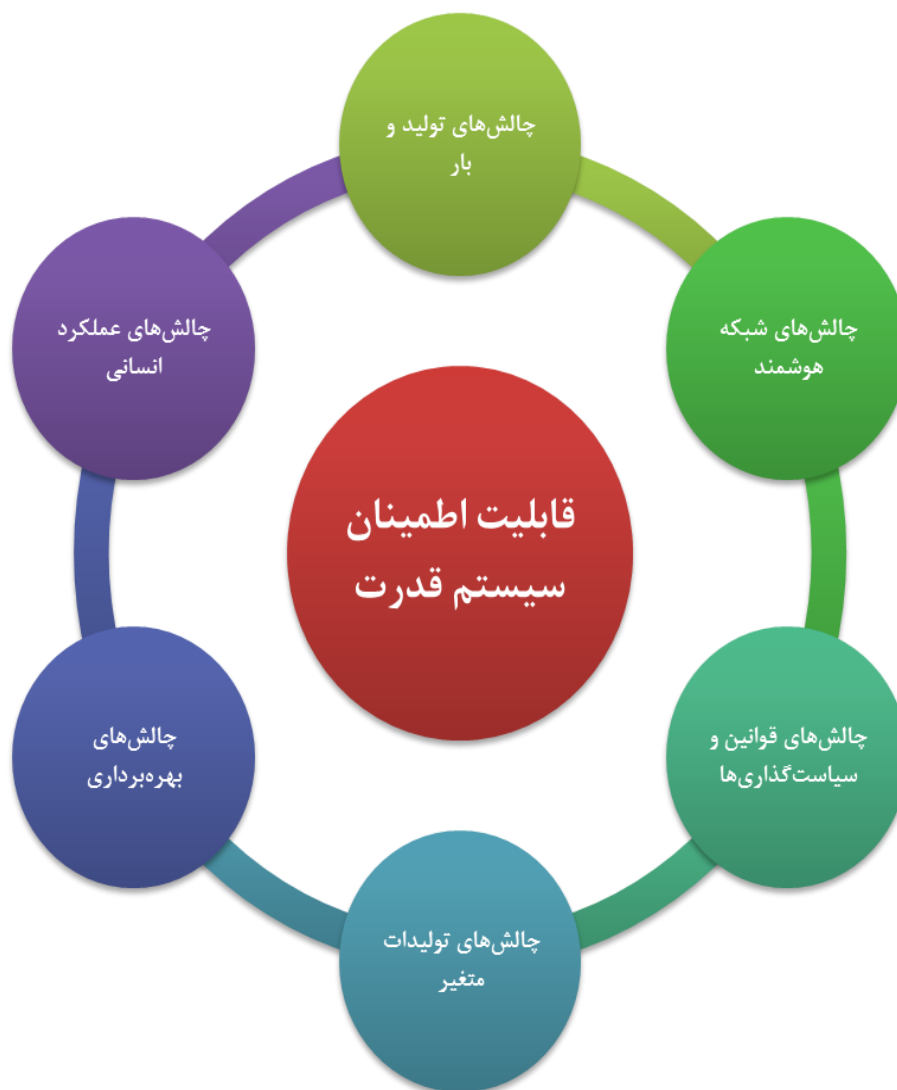 چالش‌های تولید و
بار
چالش‌های شبکه
هوشمند
چالش‌های قوانین و
سیاست‌گذاری‌ها
چالش‌های تولیدات
متغیر
چالش‌های
بهره‌برداری
چالش‌های عملکرد
انسانی
قابلیت اطمینان
سیستم قدرت